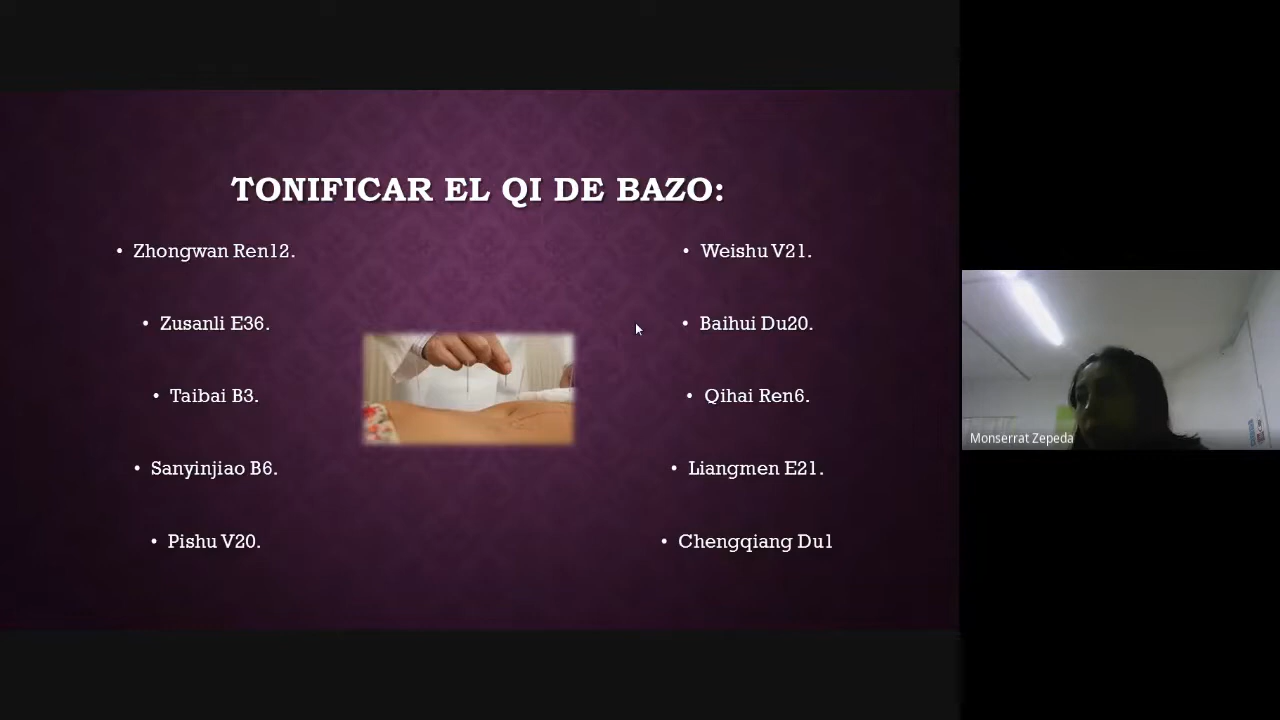 TONIFICAR EL QI DE BAZO:
• Zhongwan Ren12.
• Zusanli E36.
• Taibai B3.
• Sanyinjiao B6.
• Pishu V20.
• Weishu V21.
• Baihui Du20.
• Qihai Ren6.
• Liangmen E21.
• Chengqiang Du1
Monserrat Zepeda